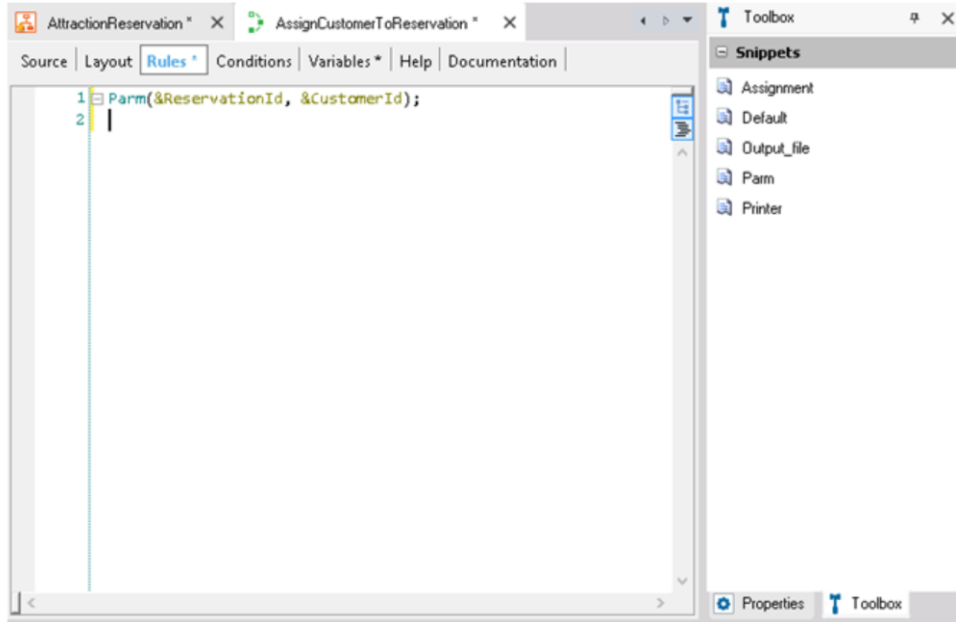 AttractionReservation * AssignCustomerToReservation * Toolbox
Source Layout Rules * Conditions Variables * Help Documentation
Snippets
1 Parm(&ReservationId, &CustomerId);
2
Assignment
Default
Output_file
Parm
Printer
Properties Toolbox